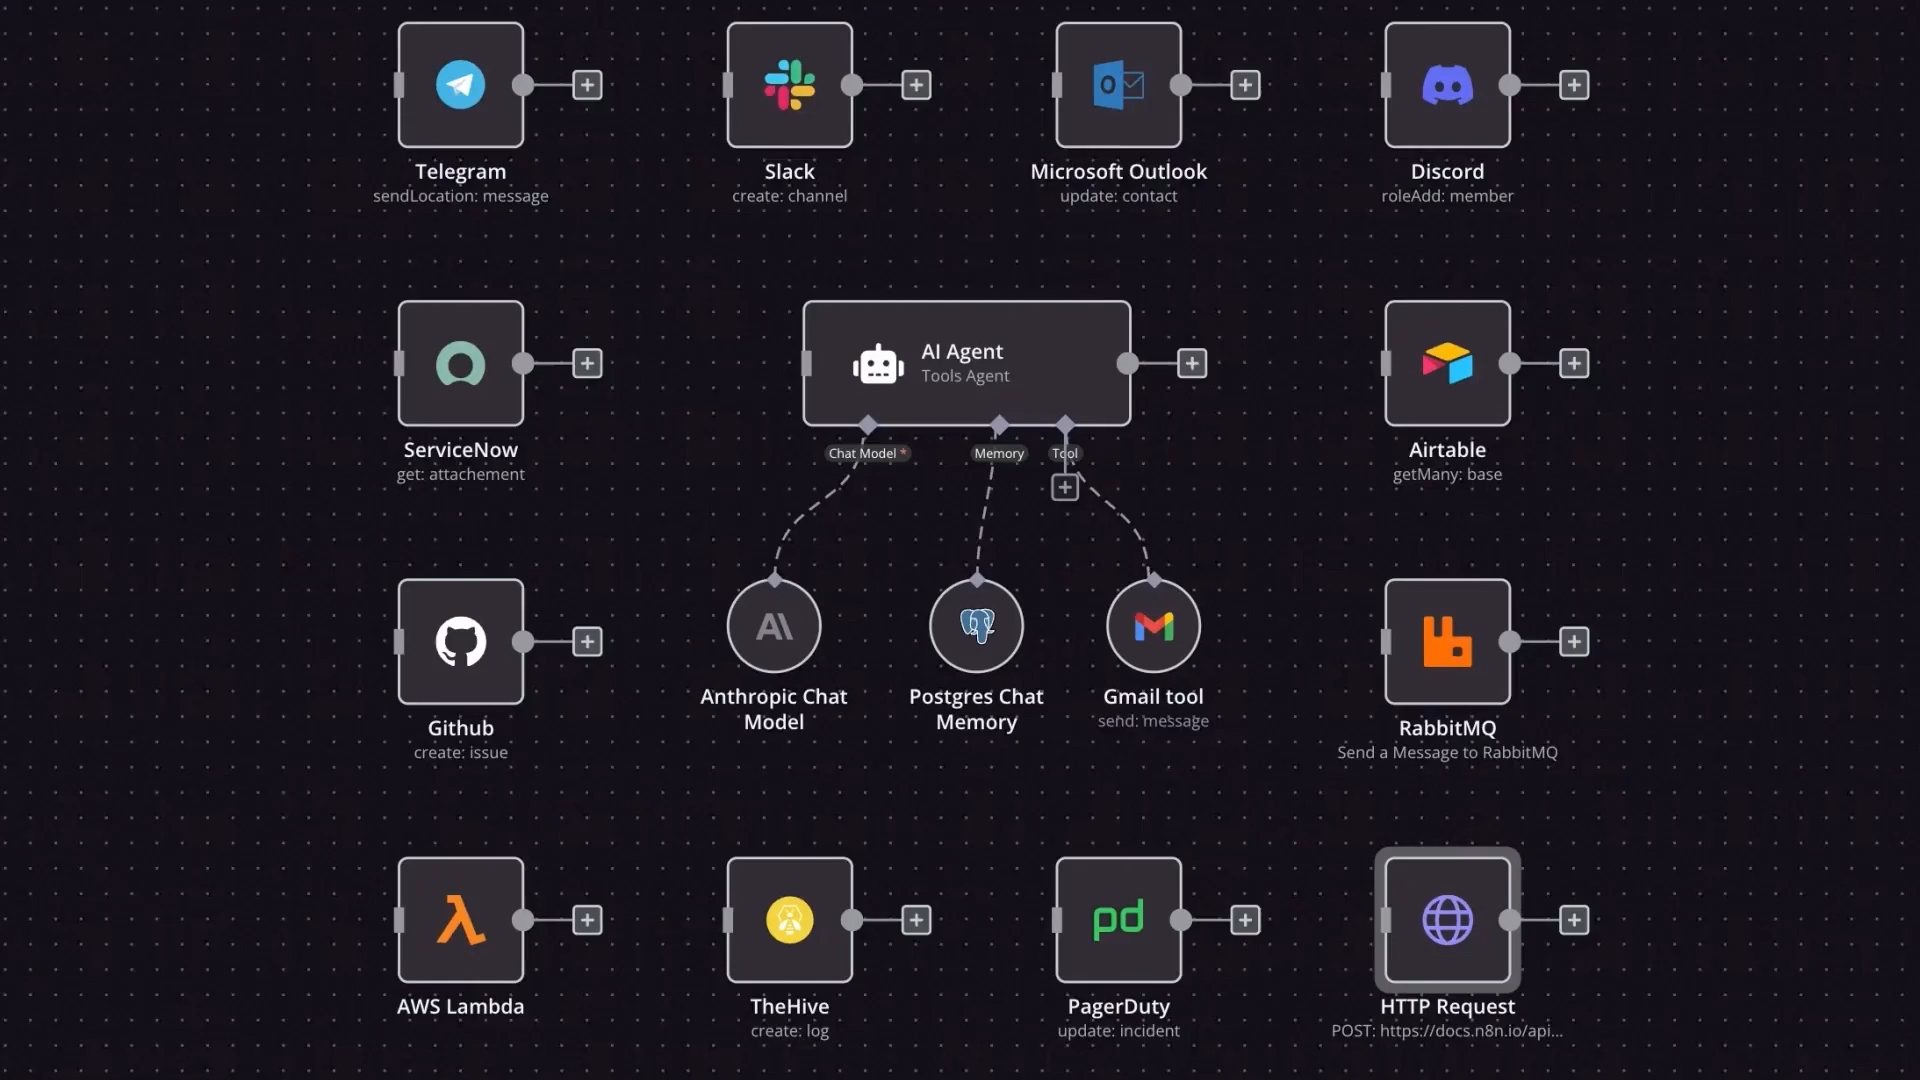 Telegram
sendLocation: message
Slack
create: channel
Microsoft Outlook
update: contact
Discord
roleAdd: member
ServiceNow
get: attachement
AI Agent
Tools Agent
Chat Model *
Memory
Tool
Airtable
getMany: base
Github
create: issue
Anthropic Chat
Model
Postgres Chat
Memory
Gmail tool
send: message
RabbitMQ
Send a Message to RabbitMQ
AWS Lambda
TheHive
create: log
pd
PagerDuty
update: incident
HTTP Request
POST: https://docs.n8n.io/api...